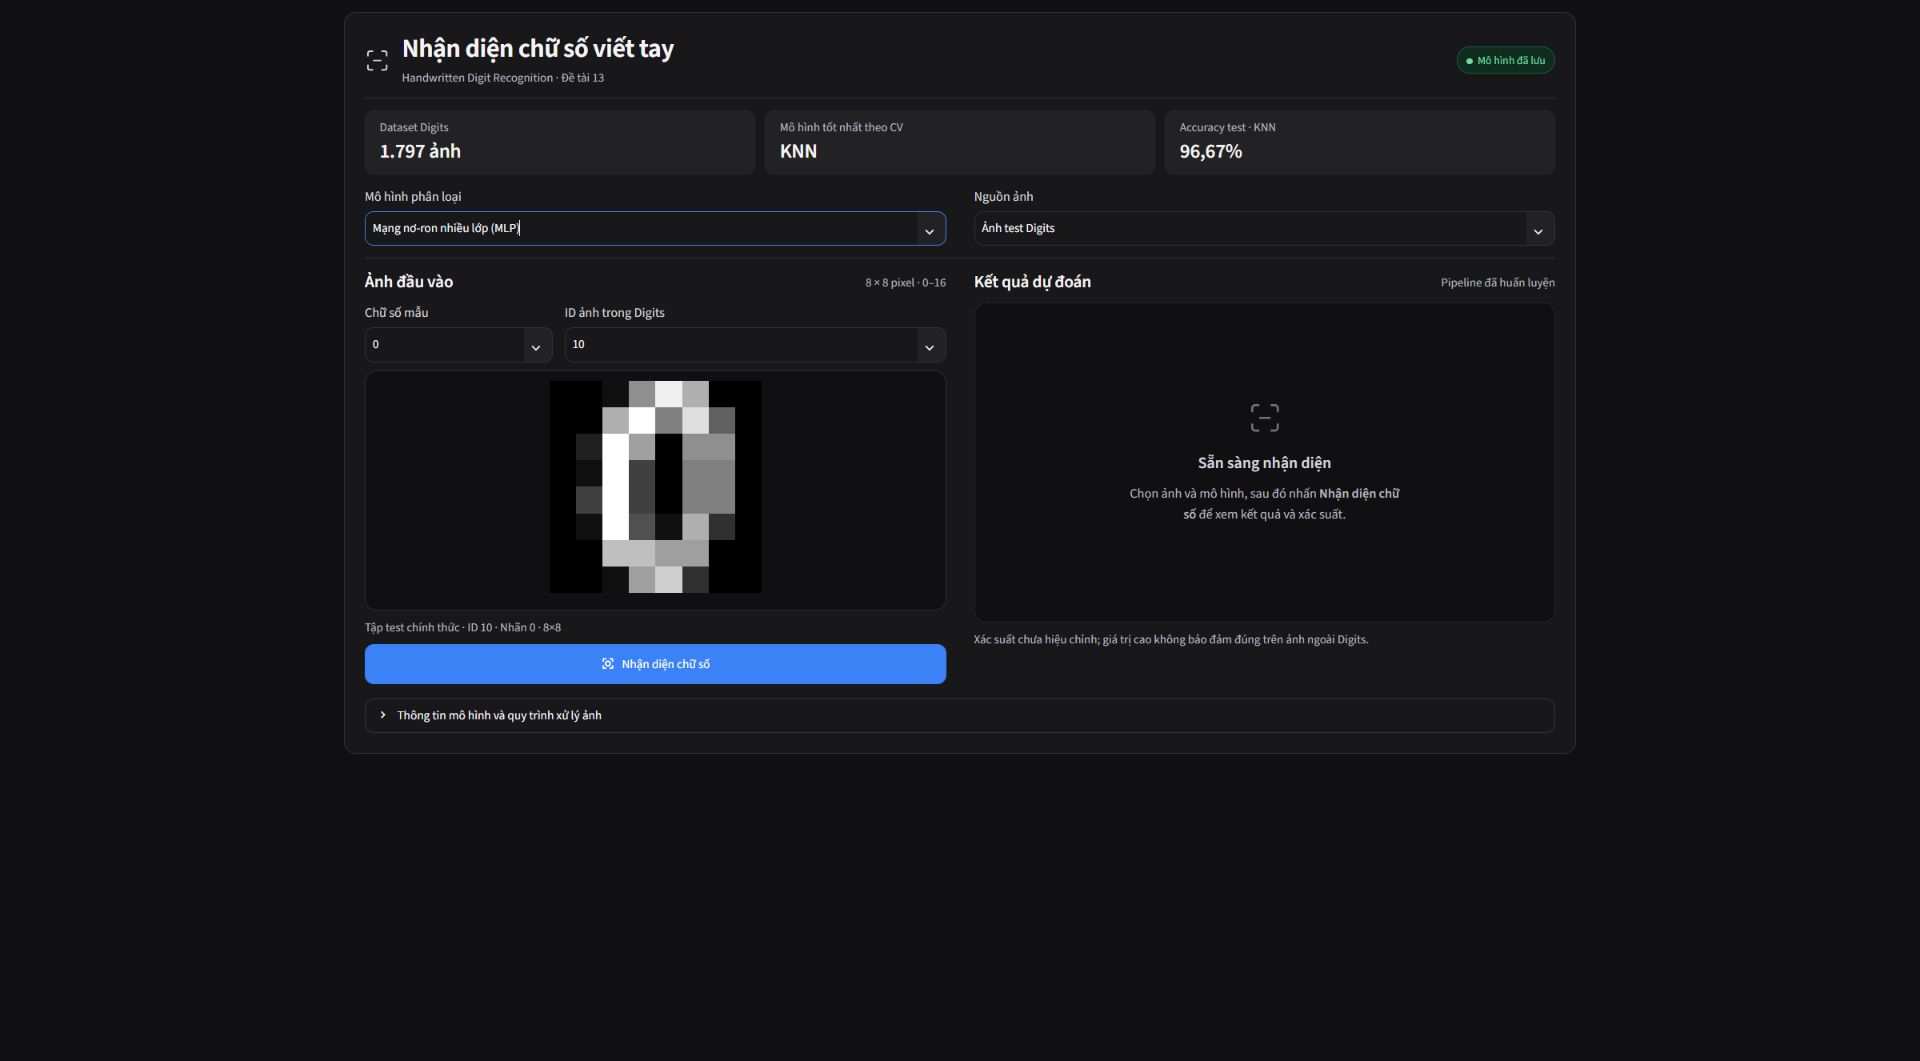 Nhận diện chữ số viết tay
Handwritten Digit Recognition · Đề tài 13
Mô hình đã lưu
Dataset Digits
1.797 ảnh
Mô hình tốt nhất theo CV
KNN
Accuracy test · KNN
96,67%
Mô hình phân loại
Mạng nơ-ron nhiều lớp (MLP)
Nguồn ảnh
Ảnh test Digits
Ảnh đầu vào
8 × 8 pixel · 0–16
Chữ số mẫu
0
ID ảnh trong Digits
10
Tập test chính thức · ID 10 · Nhãn 0 · 8×8
Nhận diện chữ số
Kết quả dự đoán
Pipeline đã huấn luyện
Sẵn sàng nhận diện
Chọn ảnh và mô hình, sau đó nhấn Nhận diện chữ
số để xem kết quả và xác suất.
Xác suất chưa hiệu chỉnh; giá trị cao không bảo đảm đúng trên ảnh ngoài Digits.
Thông tin mô hình và quy trình xử lý ảnh